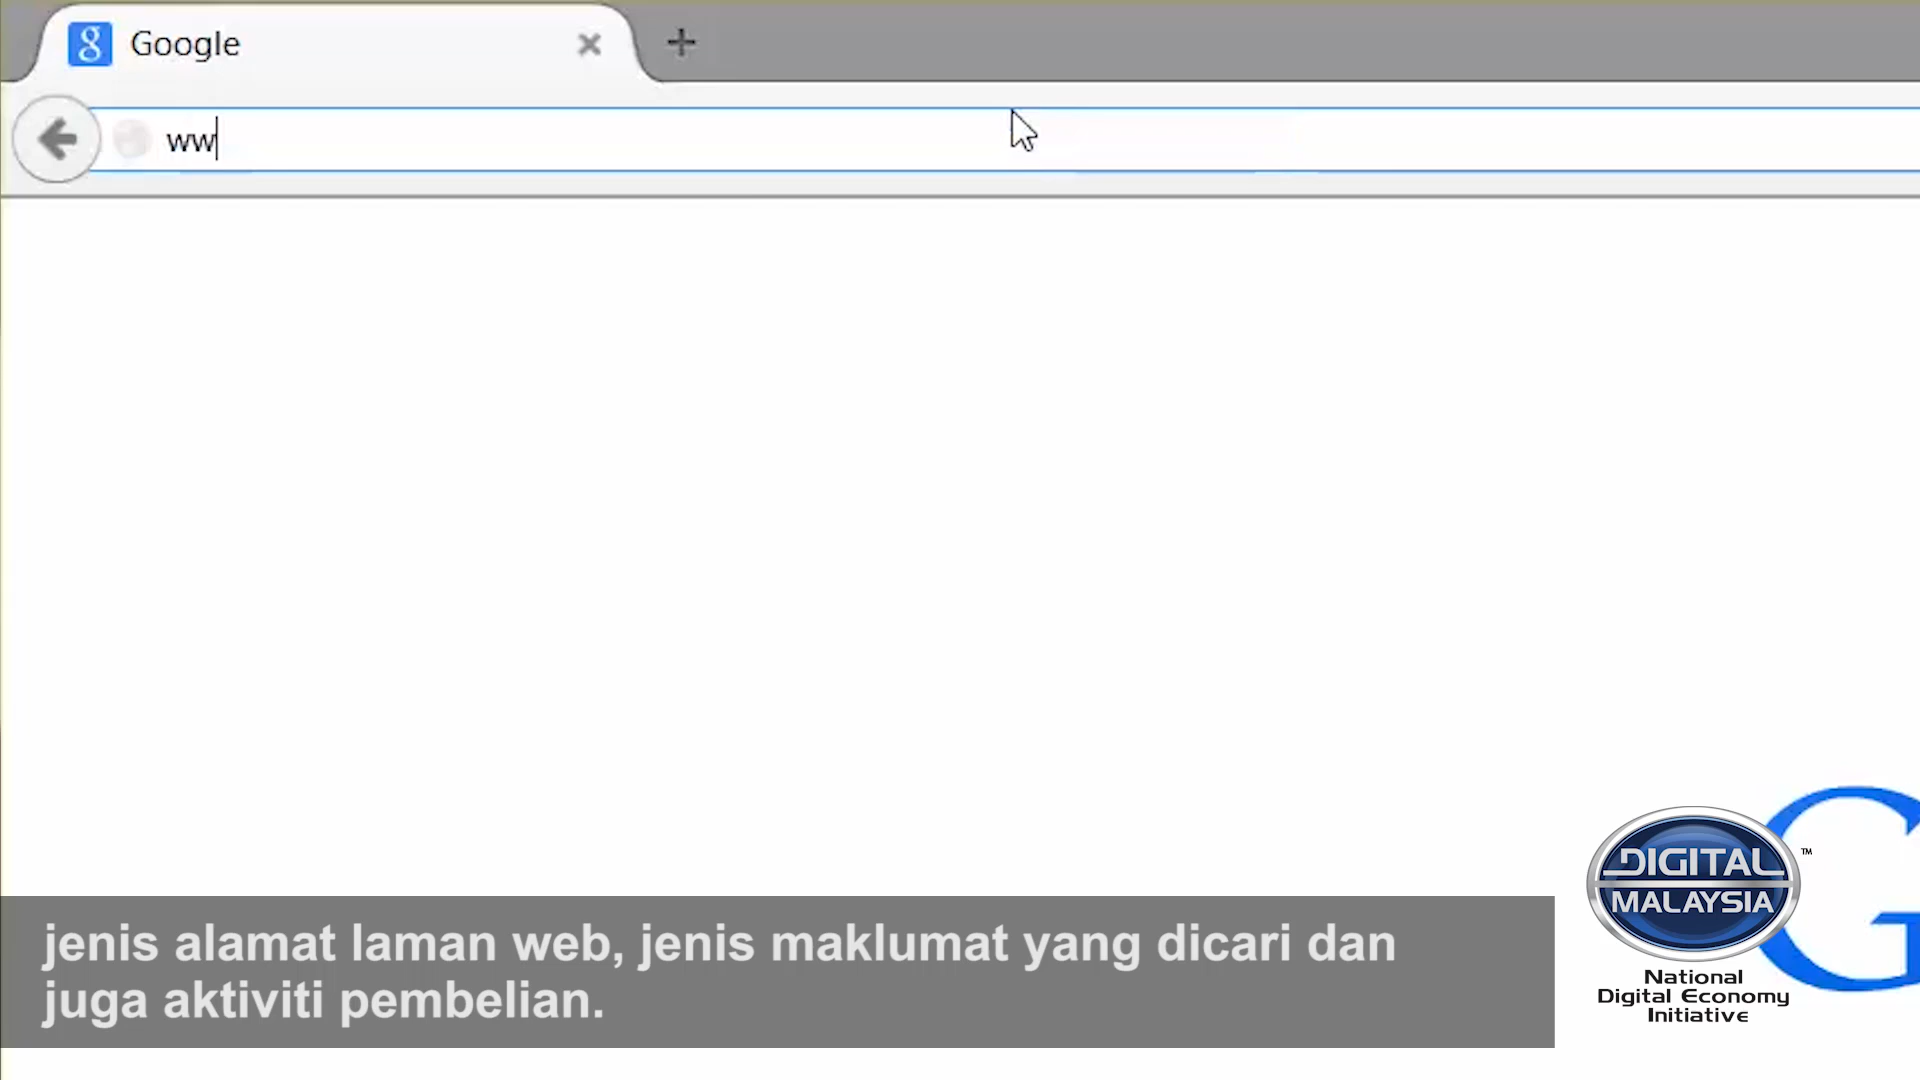 Google
ww
jenis alamat laman web, jenis maklumat yang dicari dan
juga aktiviti pembelian.
DIGITAL
MALAYSIA
TM
National
Digital Economy
Initiative
G